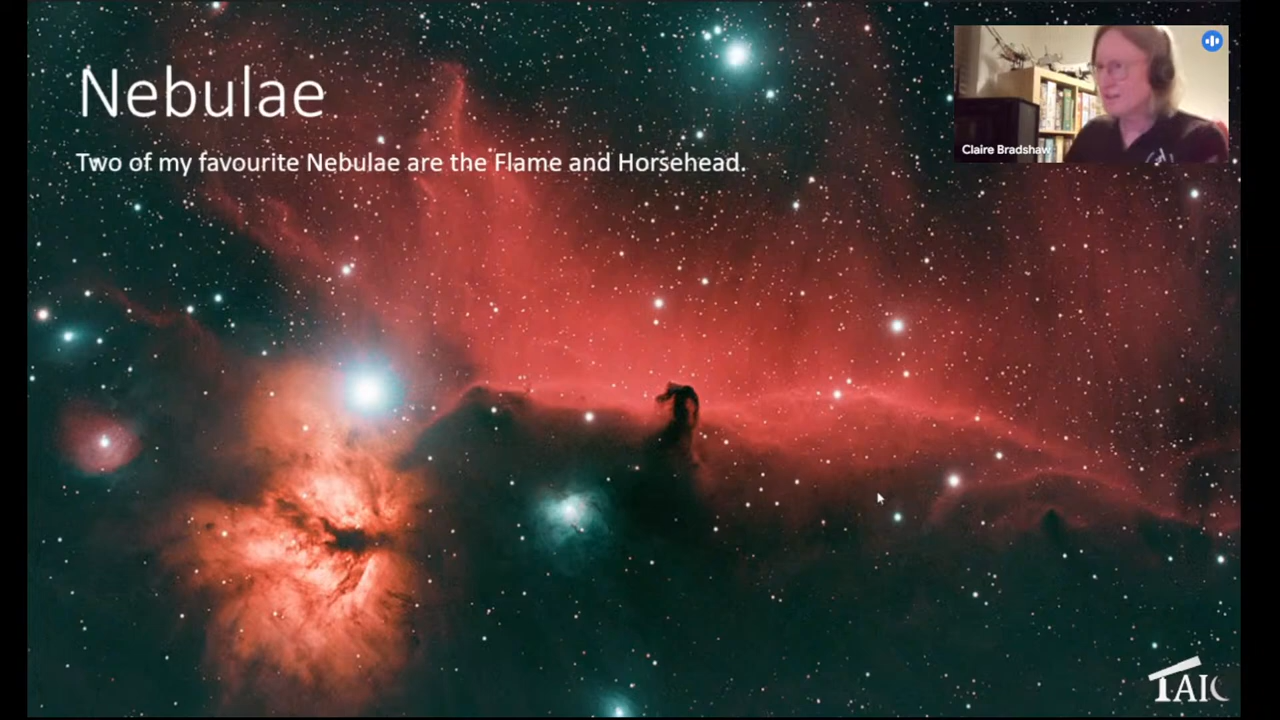 Nebulae
Two of my favourite Nebulae are the Flame and Horsehead.
Claire Bradshaw
TAIC